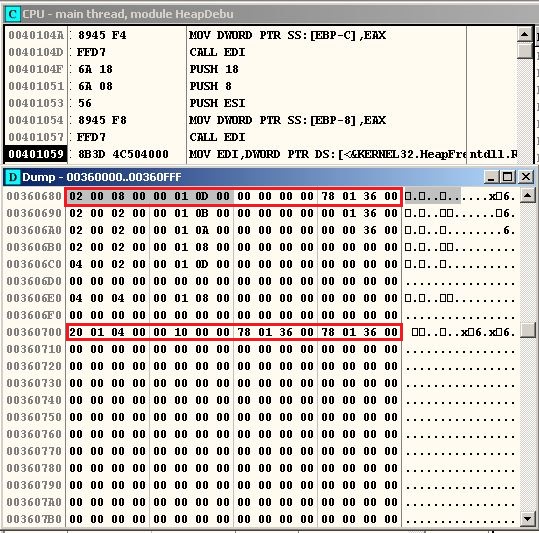 C CPU - main thread, module HeapDebu
0040104A : 8945 F4 MOV DWORD PTR SS:[EBP-C],EAX
0040104D : FFD7 CALL EDI
0040104F : 6A 18 PUSH 18
00401051 : 6A 08 PUSH 8
00401053 : 56 PUSH ESI
00401054 : 8945 F8 MOV DWORD PTR SS:[EBP-8],EAX
00401057 : FFD7 CALL EDI
00401059 : 8B3D 4C504000 MOV EDI,DWORD PTR DS:[<&KERNEL32.HeapFre ntdll.R
D Dump - 00360000..00360FFF
00360680 02 00 08 00 00 01 0D 00 00 00 00 00 78 01 36 00 □.□..□.....x□6.
00360690 02 00 02 00 00 01 0B 00 00 00 00 00 00 00 36 00 □.□..□□.......6.
003606A0 02 00 02 00 00 01 0A 00 00 00 00 00 00 00 36 00 □.□..□........6.
003606B0 02 00 02 00 00 01 08 00 00 00 00 00 00 00 00 00 □.□..□□.........
003606C0 04 00 02 00 00 01 0D 00 00 00 00 00 00 00 00 00 □.□..□..........
003606D0 00 00 00 00 00 00 00 00 00 00 00 00 00 00 00 00 ................
003606E0 04 00 04 00 00 01 08 00 00 00 00 00 00 00 00 00 □.□..□□.........
003606F0 00 00 00 00 00 00 00 00 00 00 00 00 00 00 00 00 ................
00360700 20 01 04 00 00 10 00 00 78 01 36 00 78 01 36 00 □□..□..x□6.x□6.
00360710 00 00 00 00 00 00 00 00 00 00 00 00 00 00 00 00 ................
00360720 00 00 00 00 00 00 00 00 00 00 00 00 00 00 00 00 ................
00360730 00 00 00 00 00 00 00 00 00 00 00 00 00 00 00 00 ................
00360740 00 00 00 00 00 00 00 00 00 00 00 00 00 00 00 00 ................
00360750 00 00 00 00 00 00 00 00 00 00 00 00 00 00 00 00 ................
00360760 00 00 00 00 00 00 00 00 00 00 00 00 00 00 00 00 ................
00360770 00 00 00 00 00 00 00 00 00 00 00 00 00 00 00 00 ................
00360780 00 00 00 00 00 00 00 00 00 00 00 00 00 00 00 00 ................
00360790 00 00 00 00 00 00 00 00 00 00 00 00 00 00 00 00 ................
003607A0 00 00 00 00 00 00 00 00 00 00 00 00 00 00 00 00 ................
003607B0 00 00 00 00 00 00 00 00 00 00 00 00 00 00 00 00 ................